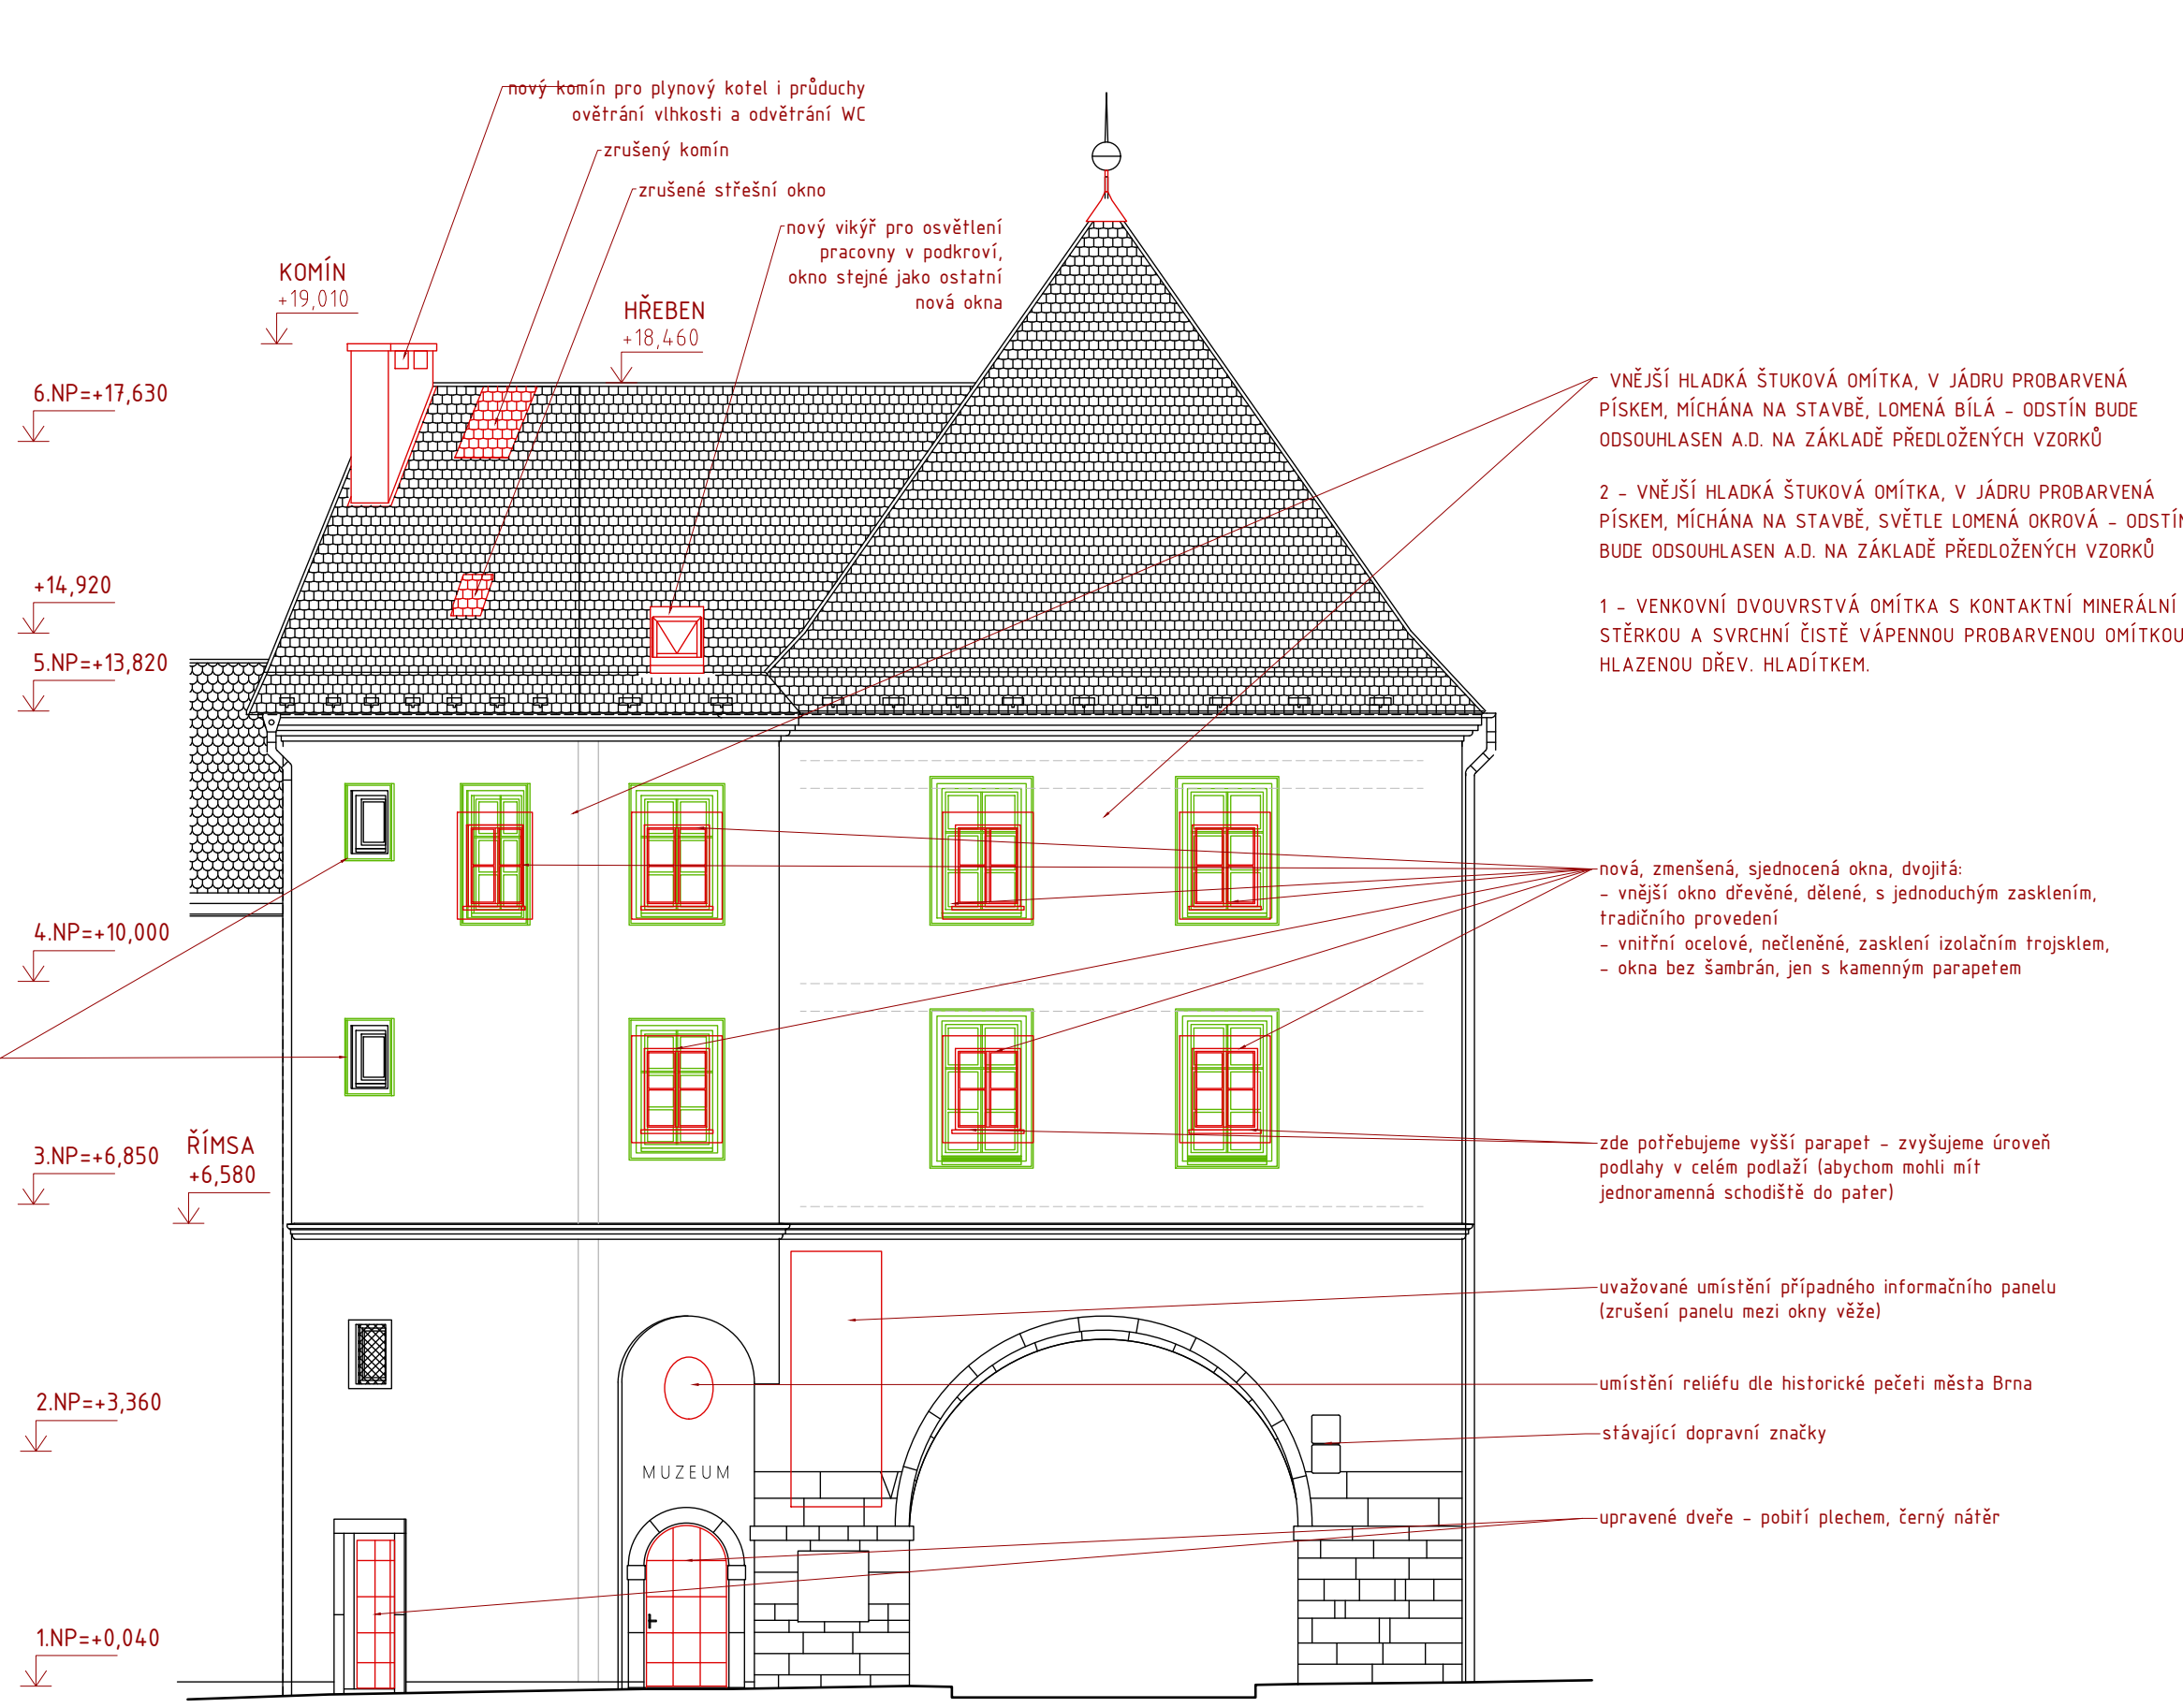 nový komín pro plynový kotel i průduchy
ovětrání vlhkosti a odvětrání WC
zrušený komín
zrušené střešní okno
nový vikýř pro osvětlení
pracovny v podkroví,
okno stejné jako ostatní
nová okna
KOMÍN
+19,010
HŘEBEN
+18,460
6.NP=+17,630
+14,920
5.NP=+13,820
4.NP=+10,000
3.NP=+6,850
ŘÍMSA
+6,580
2.NP=+3,360
1.NP=+0,040
VNĚJŠÍ HLADKÁ ŠTUKOVÁ OMÍTKA, V JÁDRU PROBARVENÁ
PÍSKEM, MÍCHÁNA NA STAVBĚ, LOMENÁ BÍLÁ - ODSTÍN BUDE
ODSOUHLASEN A.D. NA ZÁKLADĚ PŘEDLOŽENÝCH VZORKŮ
2 - VNĚJŠÍ HLADKÁ ŠTUKOVÁ OMÍTKA, V JÁDRU PROBARVENÁ
PÍSKEM, MÍCHÁNA NA STAVBĚ, SVĚTLE LOMENÁ OKROVÁ - ODSTÍN
BUDE ODSOUHLASEN A.D. NA ZÁKLADĚ PŘEDLOŽENÝCH VZORKŮ
1 - VENKOVNÍ DVOUVRSTVÁ OMÍTKA S KONTAKTNÍ MINERÁLNÍ
STĚRKOU A SVRCHNÍ ČISTĚ VÁPENNOU PROBARVENOU OMÍTKOU
HLAZENOU DŘEV. HLADÍTKEM.
nová, zmenšená, sjednocená okna, dvojitá:
- vnější okno dřevěné, dělené, s jednoduchým zasklením,
tradičního provedení
- vnitřní ocelové, nečleněné, zasklení izolačním trojsklem,
- okna bez šambrán, jen s kamenným parapetem
zde potřebujeme vyšší parapet - zvyšujeme úroveň
podlahy v celém podlaží (abychom mohli mít
jednoramenná schodiště do pater)
uvažované umístění případného informačního panelu
(zrušení panelu mezi okny věže)
umístění reliéfu dle historické pečeti města Brna
stávající dopravní značky
MUZEUM
upravené dveře - pobití plechem, černý nátěr